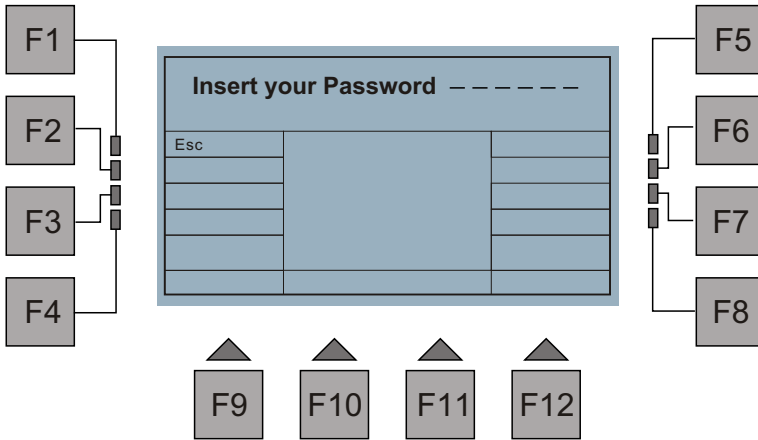 F1
F5
Insert your Password _ _ _ _ _ _
F2
F6
Esc
F3
F7
F4
F8
F9 F10 F11 F12